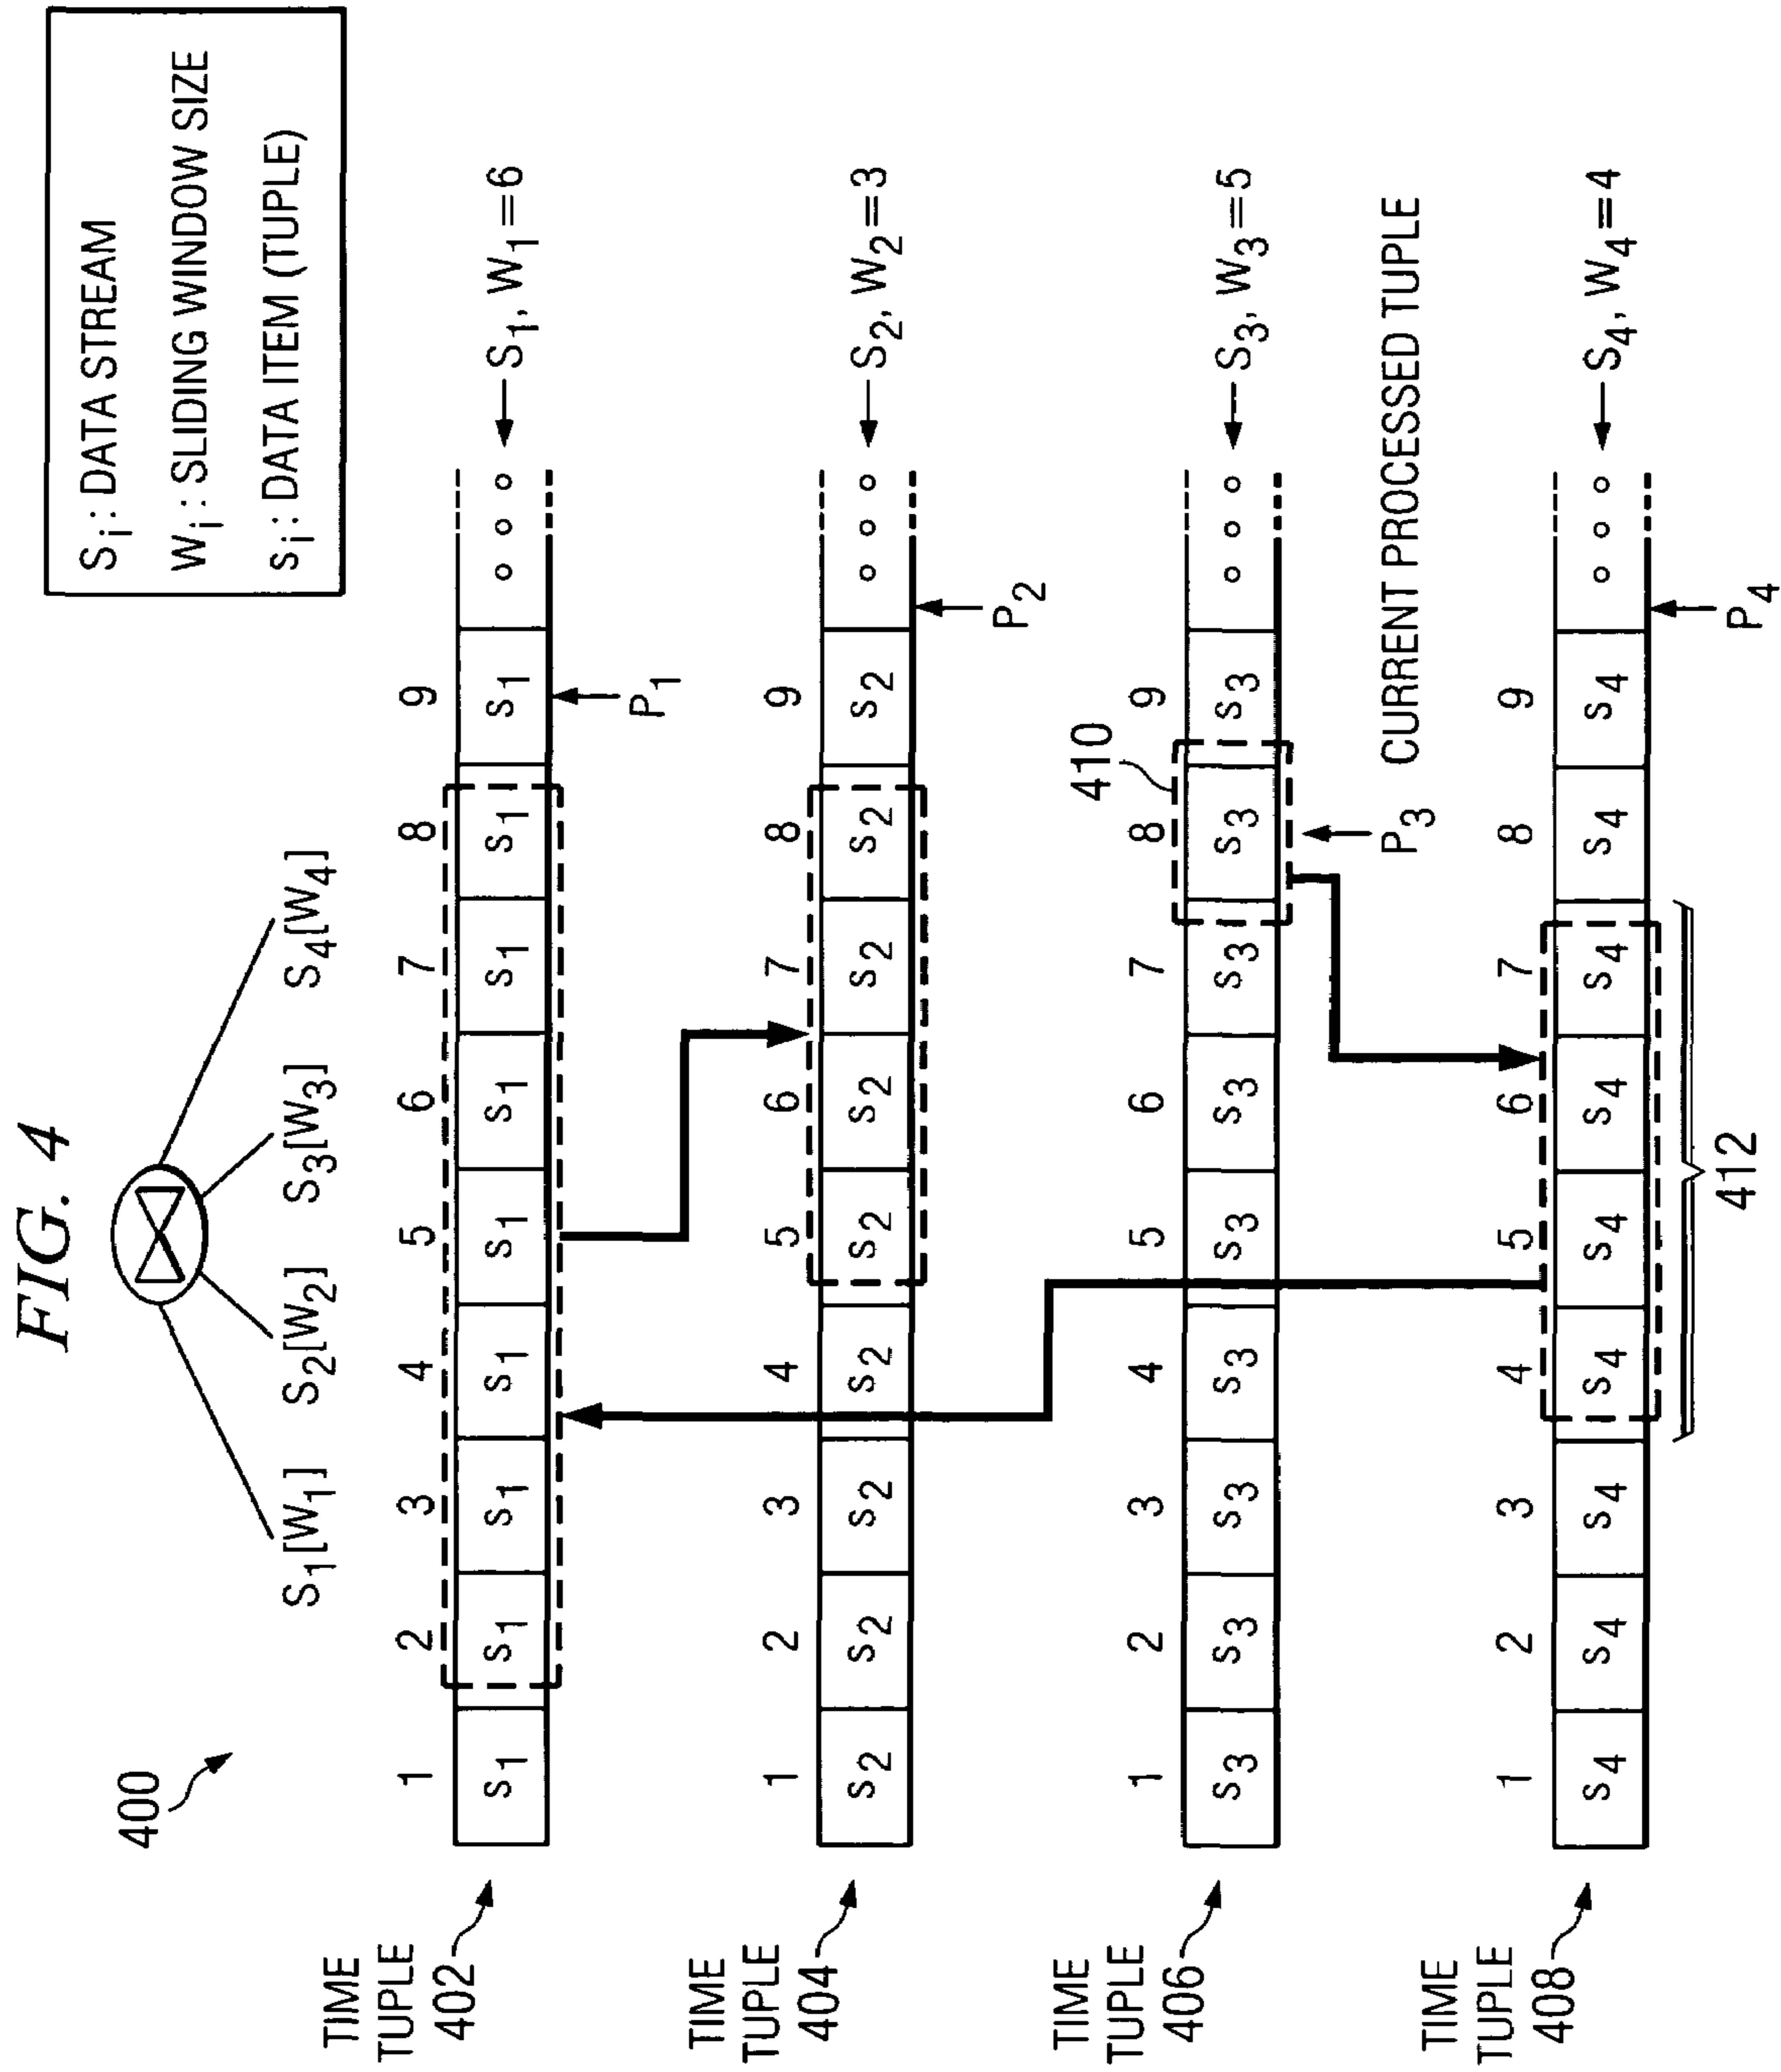 FIG. 4
400
S1[W1] S2[W2] S3[W3] S4[W4]
Si: DATA STREAM
Wi: SLIDING WINDOW SIZE
si: DATA ITEM (TUPLE)
TIME 1 2 3 4 5 6 7 8 9
TUPLE s1 s1 s1 s1 s1 s1 s1 s1 s1 S1, W1=6
402
P1
TIME 1 2 3 4 5 6 7 8 9
TUPLE s2 s2 s2 s2 s2 s2 s2 s2 s2 S2, W2=3
404
P2
410
TIME 1 2 3 4 5 6 7 8 9
TUPLE s3 s3 s3 s3 s3 s3 s3 s3 s3 S3, W3=5
406
P3 CURRENT PROCESSED TUPLE
TIME 1 2 3 4 5 6 7 8 9
TUPLE s4 s4 s4 s4 s4 s4 s4 s4 s4 S4, W4=4
408
P4
412